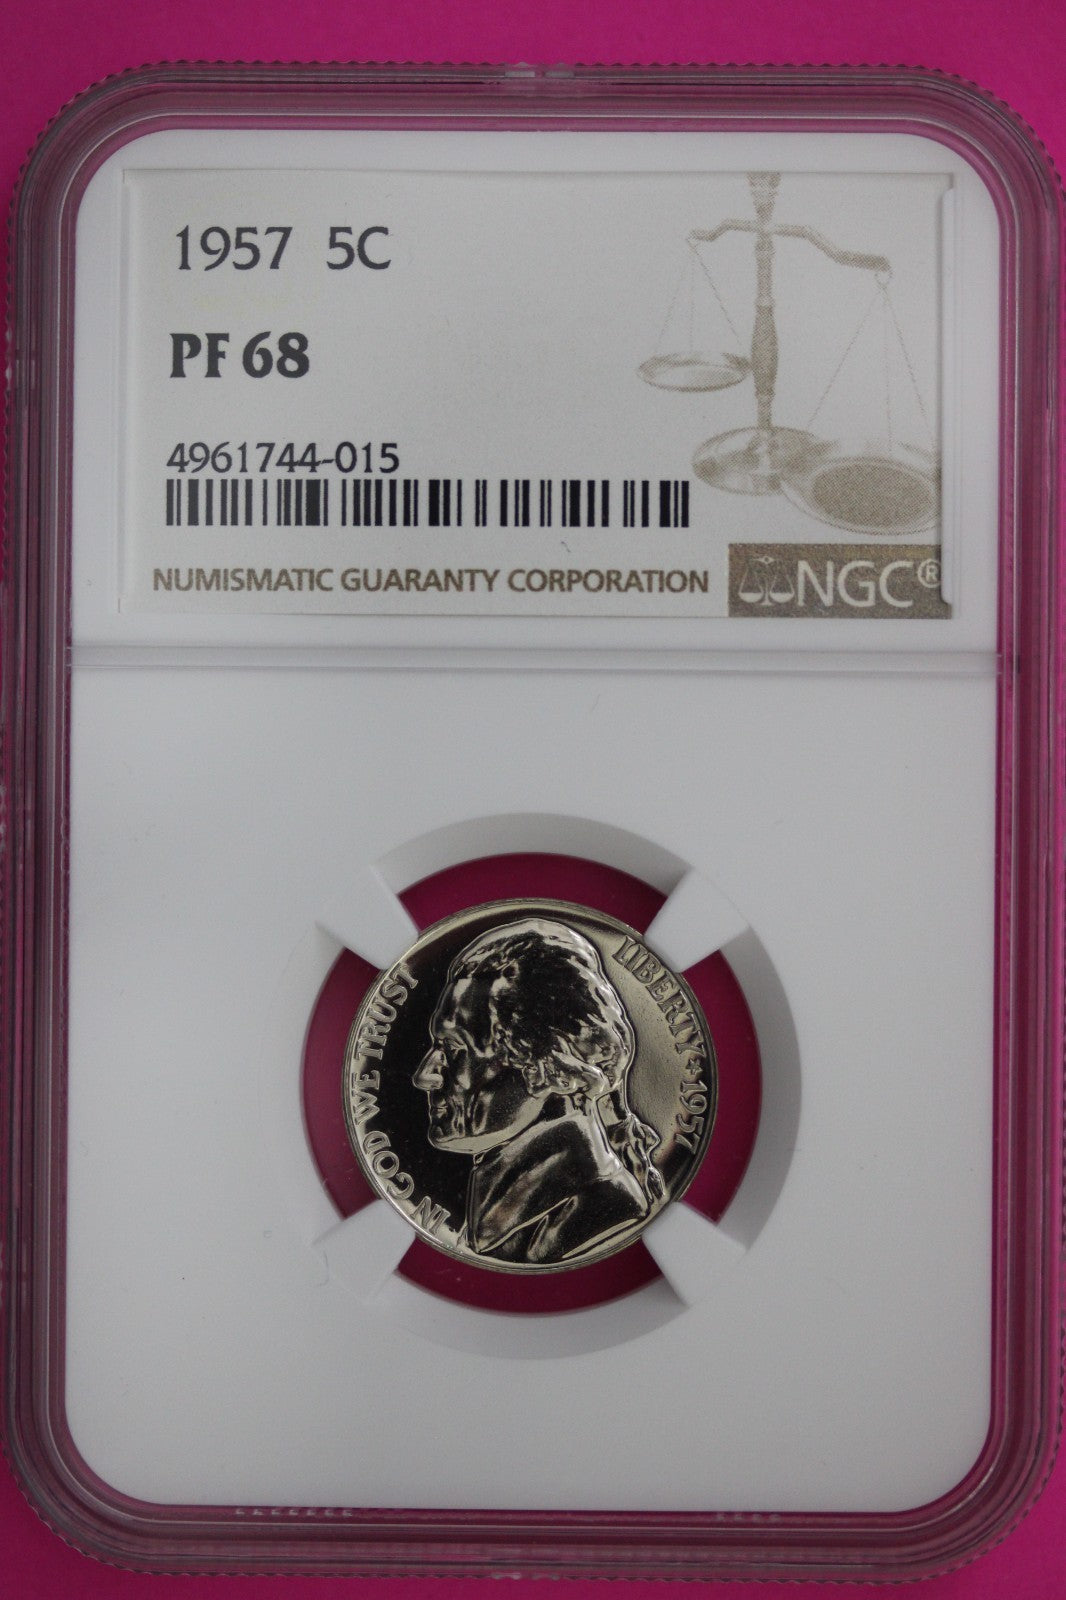 1957 5C
PF 68
4961744-015
NUMISMATIC GUARANTY CORPORATION
NGC®
IN GOD WE TRUST
LIBERTY ★ 1957